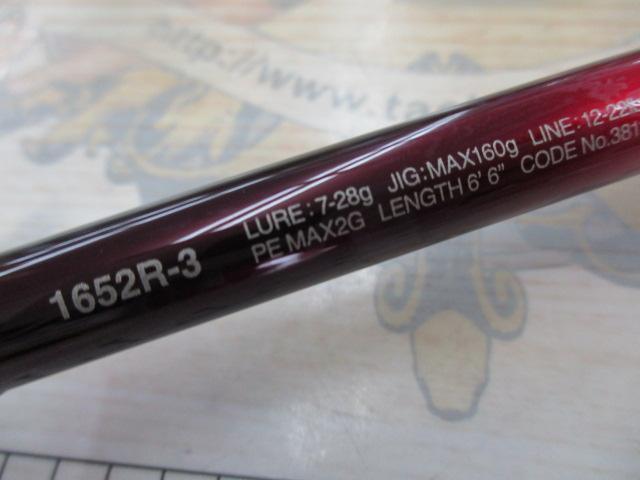 http://www.tac
1652R-3
LURE:7-28g JIG:MAX160g LINE:12-22
PE MAX2G LENGTH 6' 6" CODE No.381